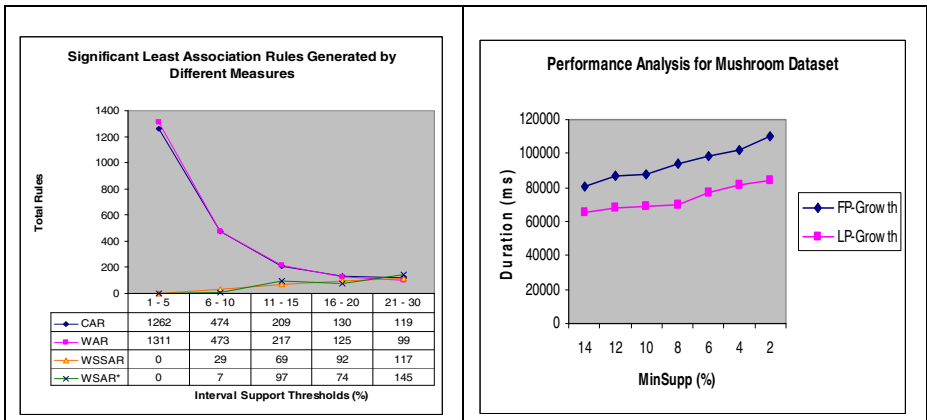 Significant Least Association Rules Generated by
Different Measures
Total Rules
1400
1200
1000
800
600
400
200
0
1 - 5 6 - 10 11 - 15 16 - 20 21 - 30
CAR 1262 474 209 130 119
WAR 1311 473 217 125 99
WSSAR 0 29 69 92 117
WSAR* 0 7 97 74 145
Interval Support Thresholds (%)
Performance Analysis for Mushroom Dataset
Duration (ms)
120000
100000
80000
60000
40000
20000
0
14 12 10 8 6 4 2
MinSupp (%)
FP-Growth
LP-Growth